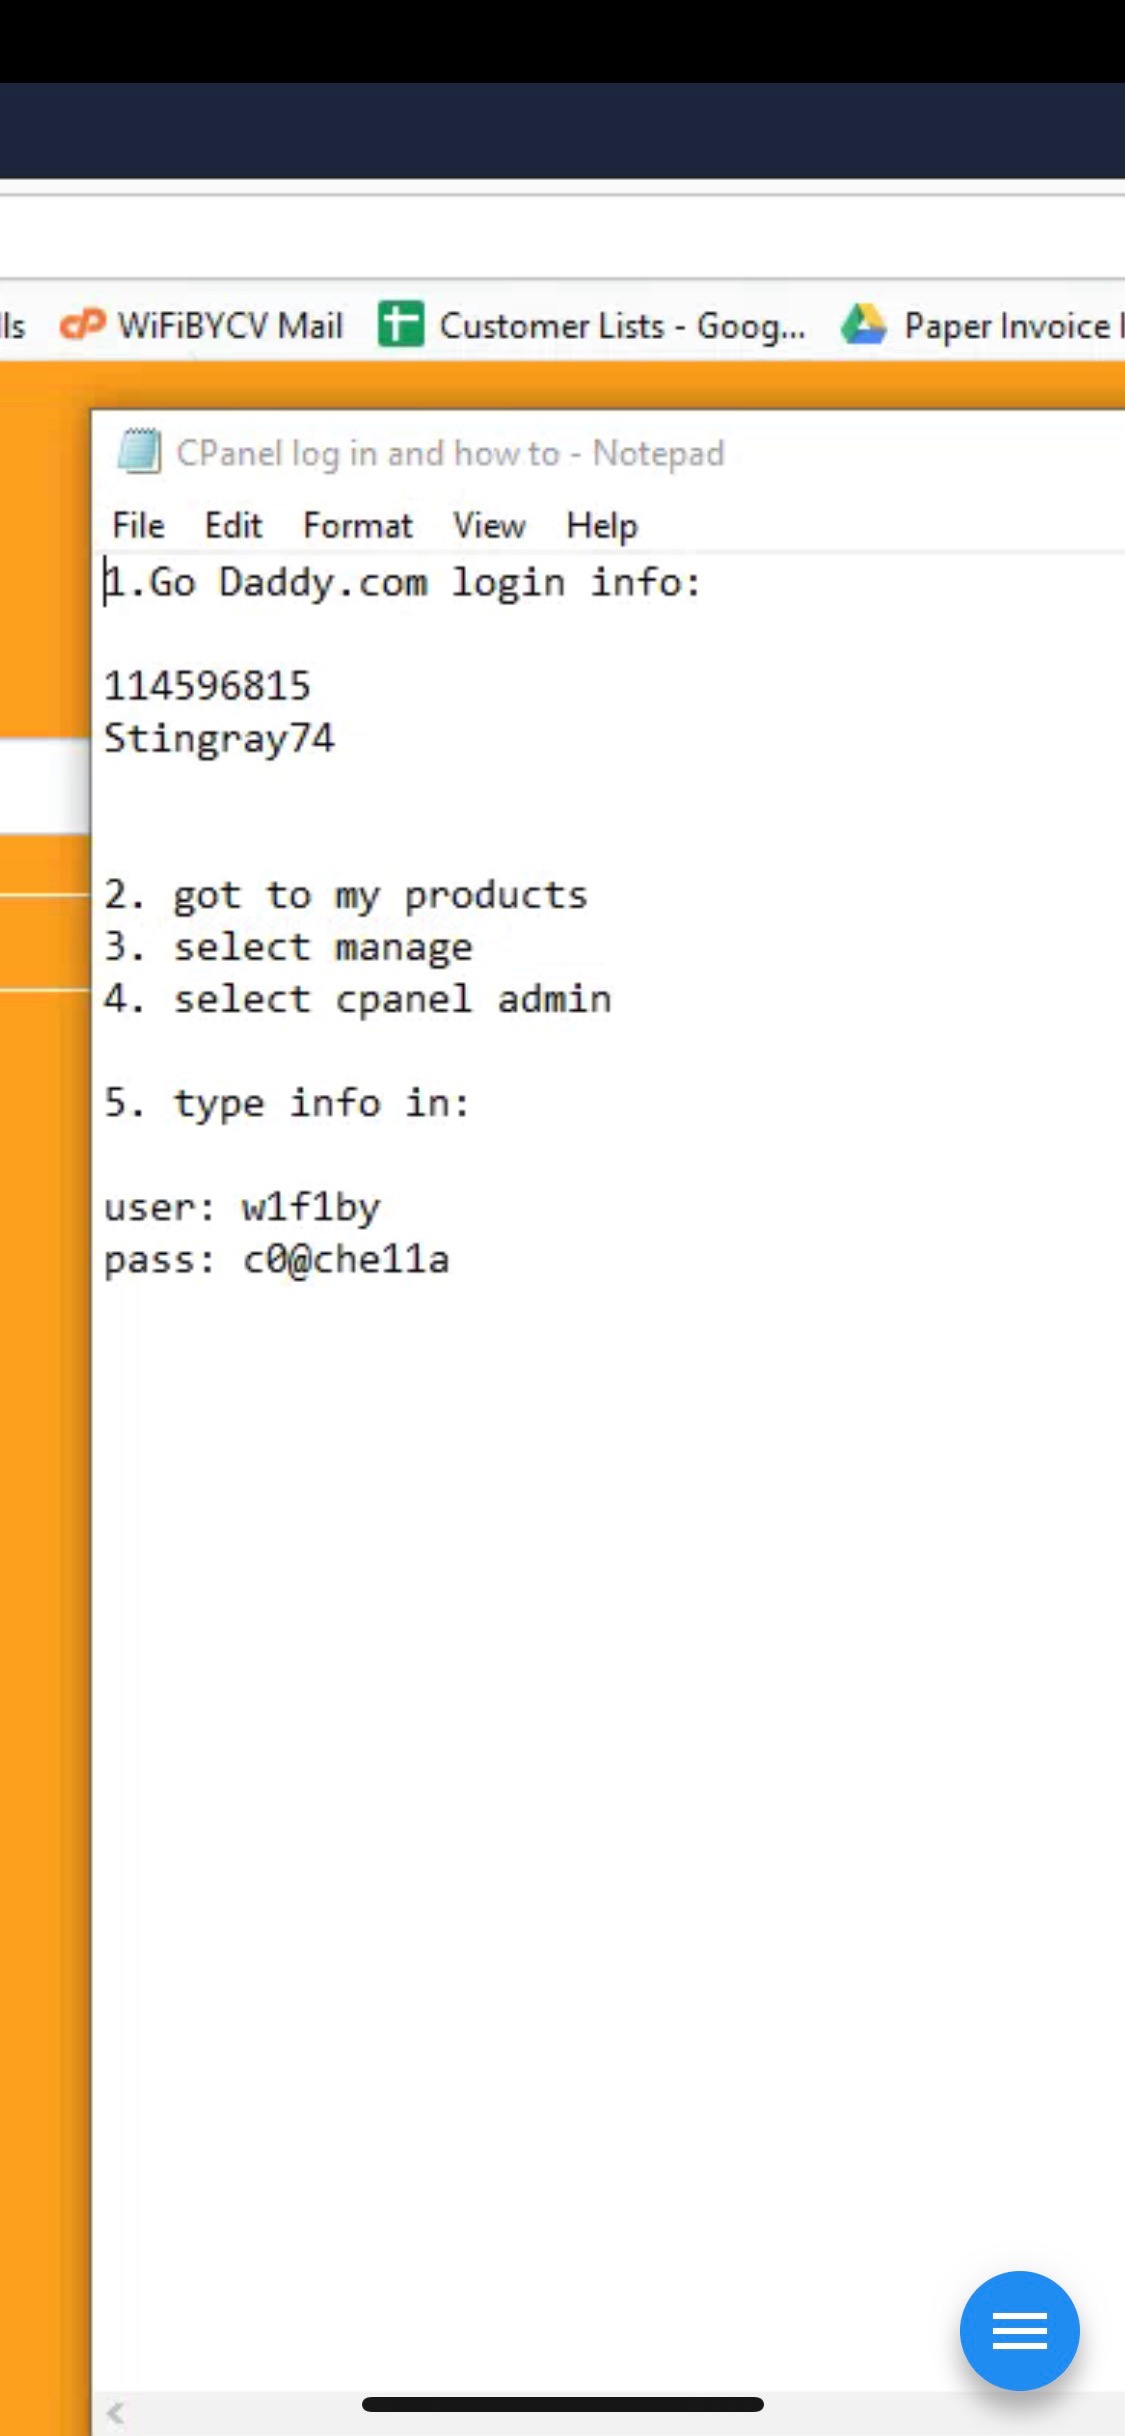 lls WiFiBYCV Mail Customer Lists - Goog... Paper Invoice
CPanel log in and how to - Notepad
File Edit Format View Help
1.Go Daddy.com login info:
114596815
Stingray74
2. got to my products
3. select manage
4. select cpanel admin
5. type info in:
user: w1f1by
pass: c0@che11a